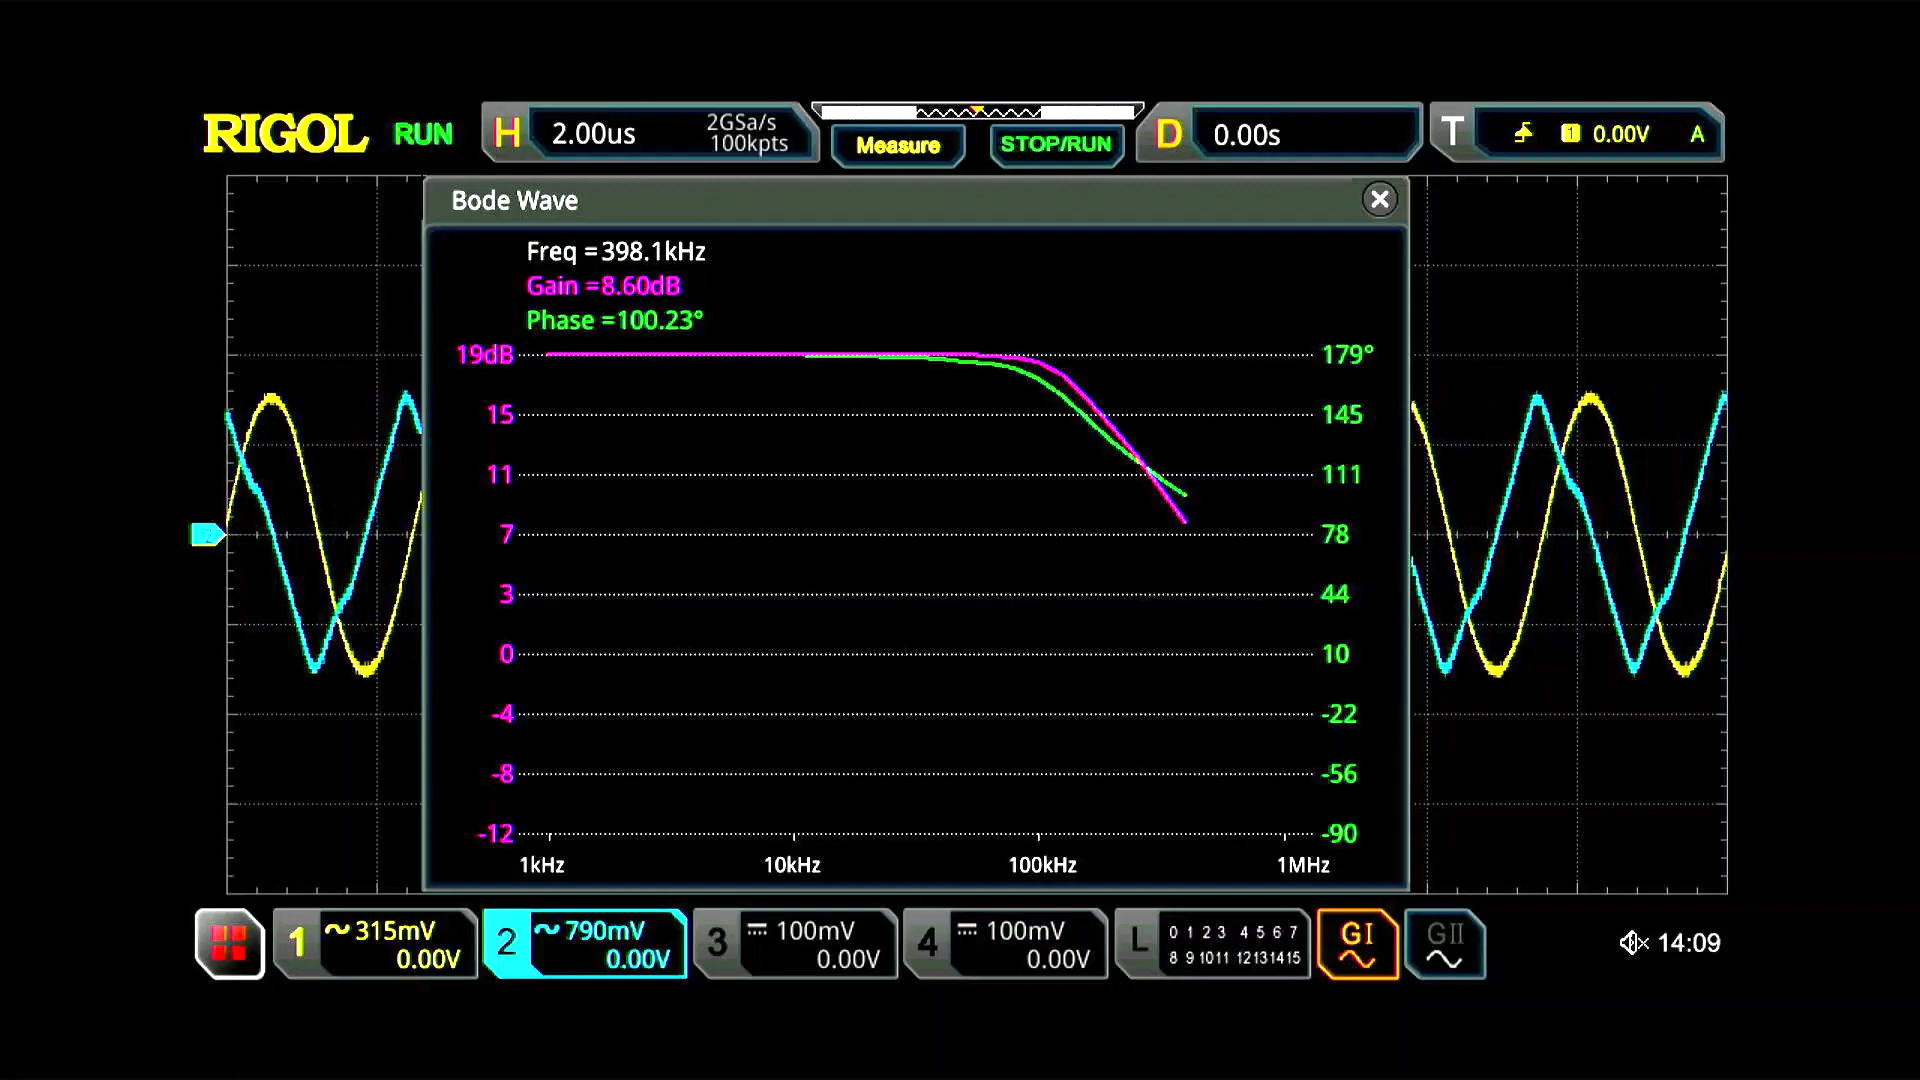 RIGOL RUN H 2.00us 2GSa/s
100kpts
Measure STOP/RUN D 0.00s T 1 0.00V A
Bode Wave
Freq =398.1kHz
Gain =8.60dB
Phase =100.23°
19dB 179°
15 145
11 111
7 78
3 44
0 10
-4 -22
-8 -56
-12 -90
1kHz 10kHz 100kHz 1MHz
1 315mV
0.00V
2 790mV
0.00V
3 100mV
0.00V
4 100mV
0.00V
L 0 1 2 3 4 5 6 7
8 9 10 11 12 13 14 15
GI
GII
14:09